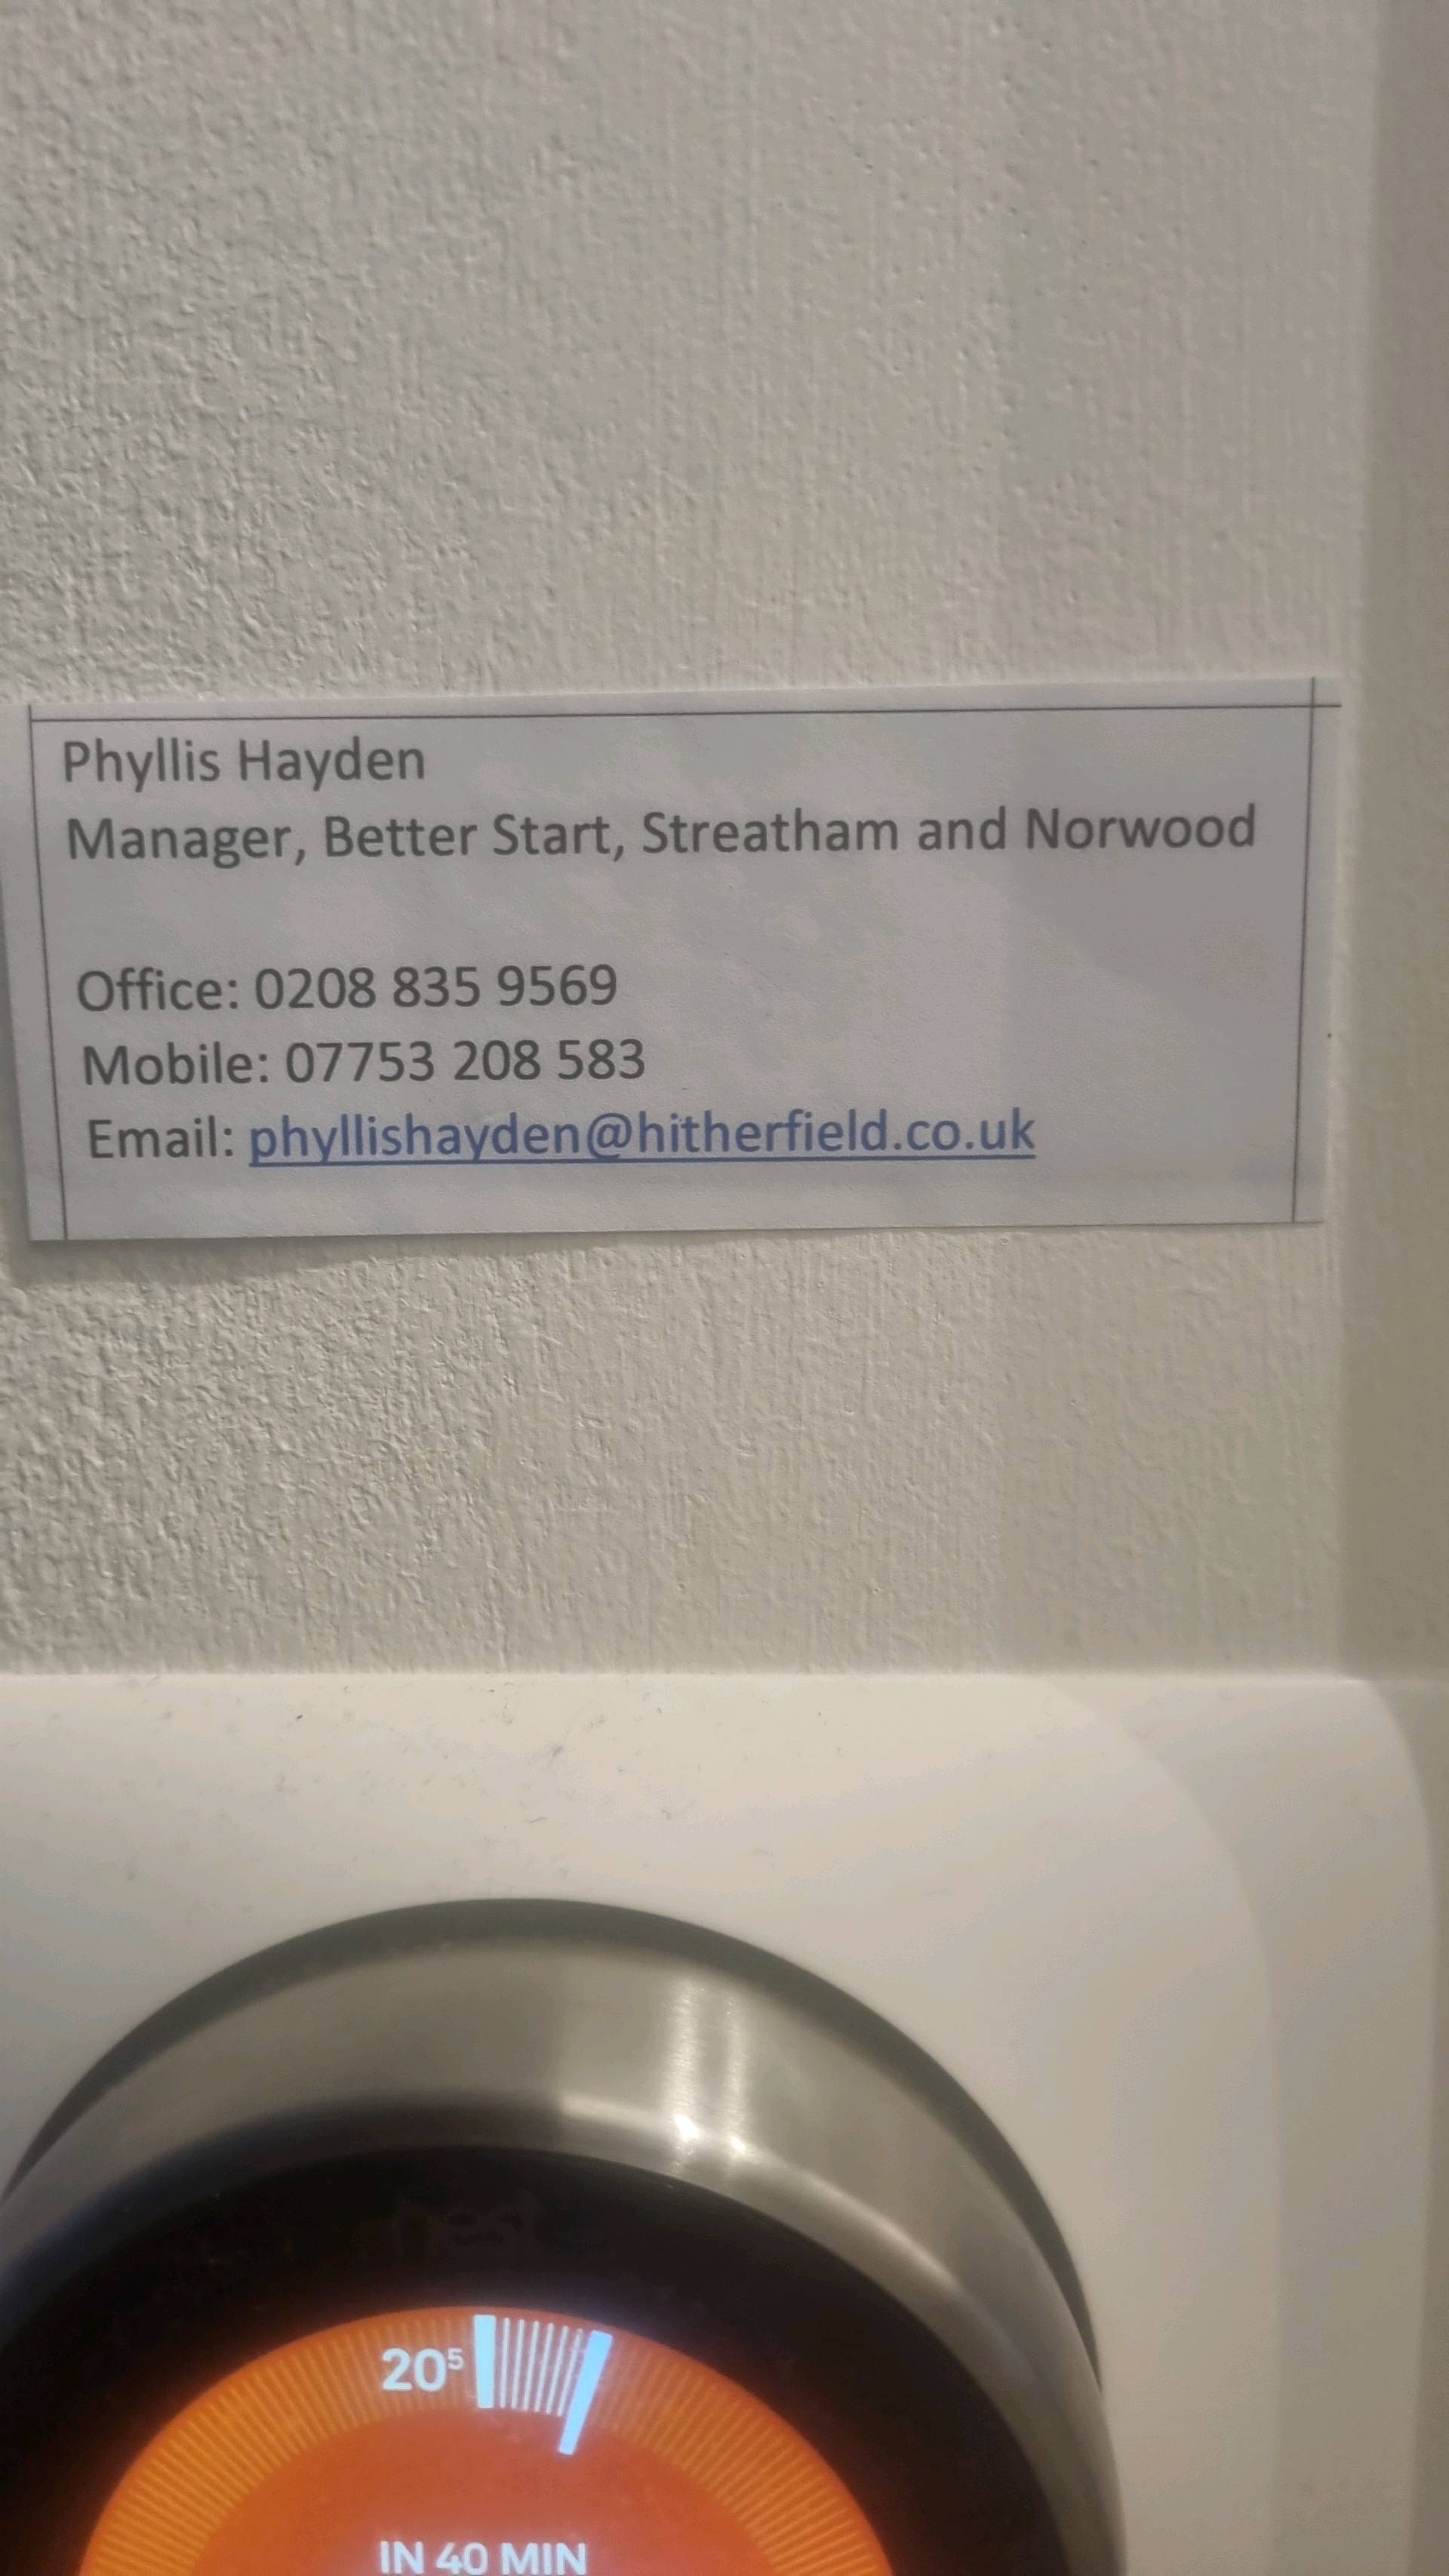 Phyllis Hayden
Manager, Better Start, Streatham and Norwood
Office: 0208 835 9569
Mobile: 07753 208 583
Email: phyllishayden@hitherfield.co.uk
nest
20⁵
IN 40 MIN